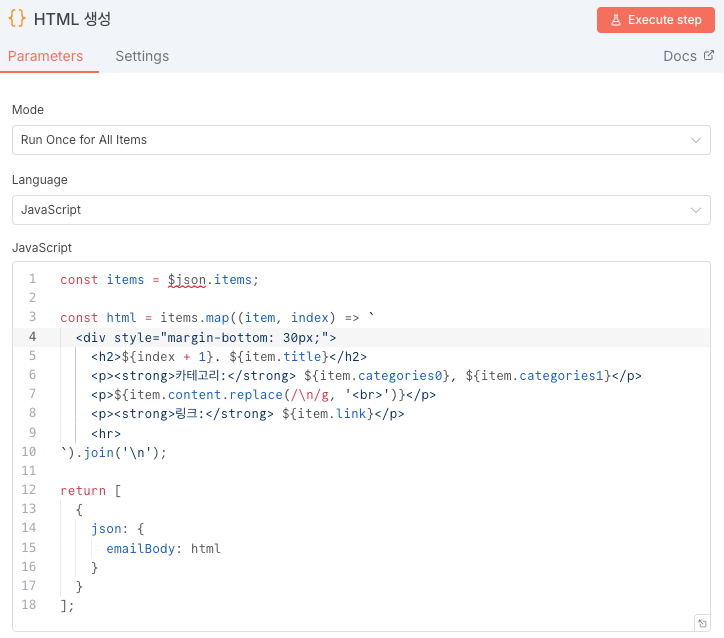 {} HTML 생성
Execute step
Parameters
Settings
Docs
Mode
Run Once for All Items
Language
JavaScript
JavaScript
1 const items = $json.items;
2
3 const html = items.map((item, index) => `
4   <div style="margin-bottom: 30px;">
5     <h2>${index + 1}. ${item.title}</h2>
6     <p><strong>카테고리:</strong> ${item.categories0}, ${item.categories1}</p>
7     <p>${item.content.replace(/\n/g, '<br>')}</p>
8     <p><strong>링크:</strong> ${item.link}</p>
9     <hr>
10 `).join('\n');
11
12 return [
13   {
14     json: {
15       emailBody: html
16     }
17   }
18 ];